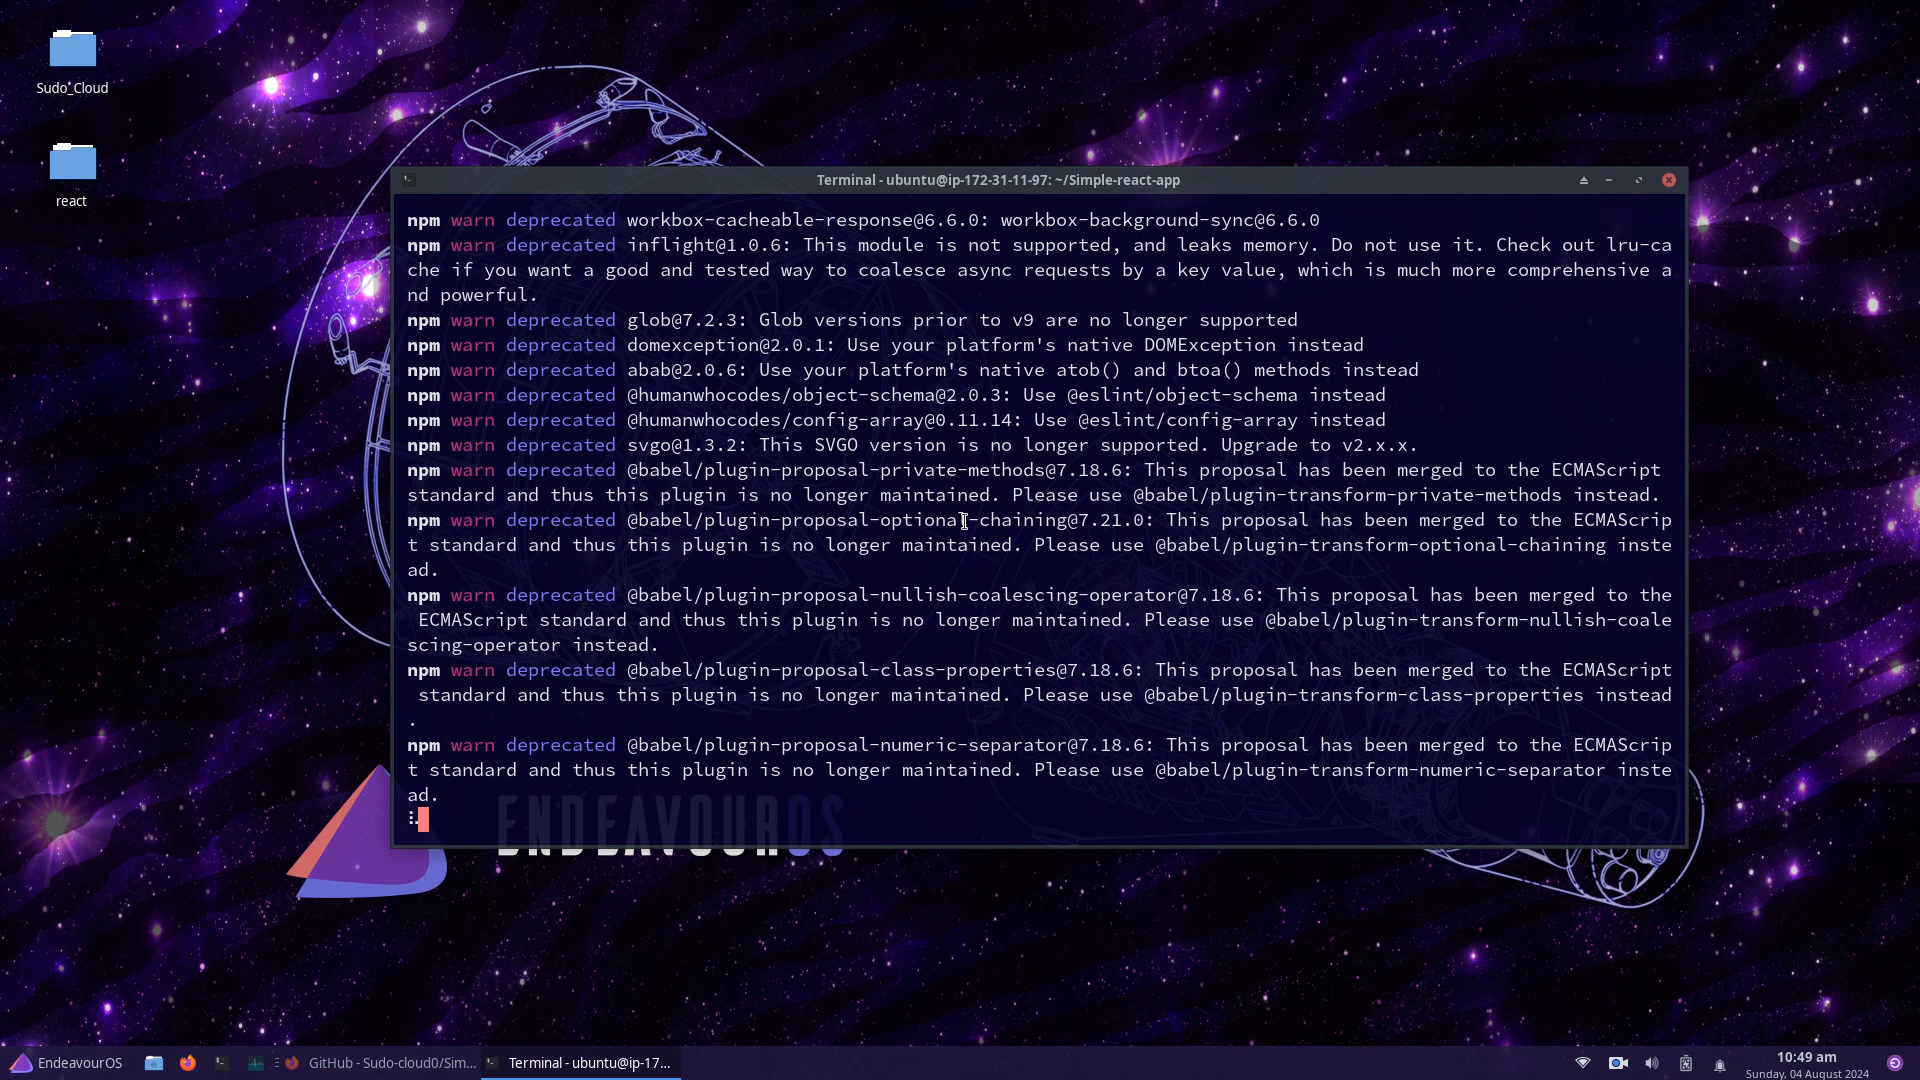 Sudo_Cloud
react
Terminal - ubuntu@ip-172-31-11-97: ~/Simple-react-app
npm warn deprecated workbox-cacheable-response@6.6.0: workbox-background-sync@6.6.0
npm warn deprecated inflight@1.0.6: This module is not supported, and leaks memory. Do not use it. Check out lru-ca
che if you want a good and tested way to coalesce async requests by a key value, which is much more comprehensive a
nd powerful.
npm warn deprecated glob@7.2.3: Glob versions prior to v9 are no longer supported
npm warn deprecated domexception@2.0.1: Use your platform's native DOMException instead
npm warn deprecated abab@2.0.6: Use your platform's native atob() and btoa() methods instead
npm warn deprecated @humanwhocodes/object-schema@2.0.3: Use @eslint/object-schema instead
npm warn deprecated @humanwhocodes/config-array@0.11.14: Use @eslint/config-array instead
npm warn deprecated svgo@1.3.2: This SVGO version is no longer supported. Upgrade to v2.x.x.
npm warn deprecated @babel/plugin-proposal-private-methods@7.18.6: This proposal has been merged to the ECMAScript
standard and thus this plugin is no longer maintained. Please use @babel/plugin-transform-private-methods instead.
npm warn deprecated @babel/plugin-proposal-optional-chaining@7.21.0: This proposal has been merged to the ECMAScrip
t standard and thus this plugin is no longer maintained. Please use @babel/plugin-transform-optional-chaining inste
ad.
npm warn deprecated @babel/plugin-proposal-nullish-coalescing-operator@7.18.6: This proposal has been merged to the
ECMAScript standard and thus this plugin is no longer maintained. Please use @babel/plugin-transform-nullish-coale
scing-operator instead.
npm warn deprecated @babel/plugin-proposal-class-properties@7.18.6: This proposal has been merged to the ECMAScript
standard and thus this plugin is no longer maintained. Please use @babel/plugin-transform-class-properties instead
.
npm warn deprecated @babel/plugin-proposal-numeric-separator@7.18.6: This proposal has been merged to the ECMAScrip
t standard and thus this plugin is no longer maintained. Please use @babel/plugin-transform-numeric-separator inste
ad.
ENDEAVOUROS
EndeavourOS
GitHub - Sudo-cloud0/Sim...
Terminal - ubuntu@ip-17...
10:49 am
Sunday, 04 August 2024